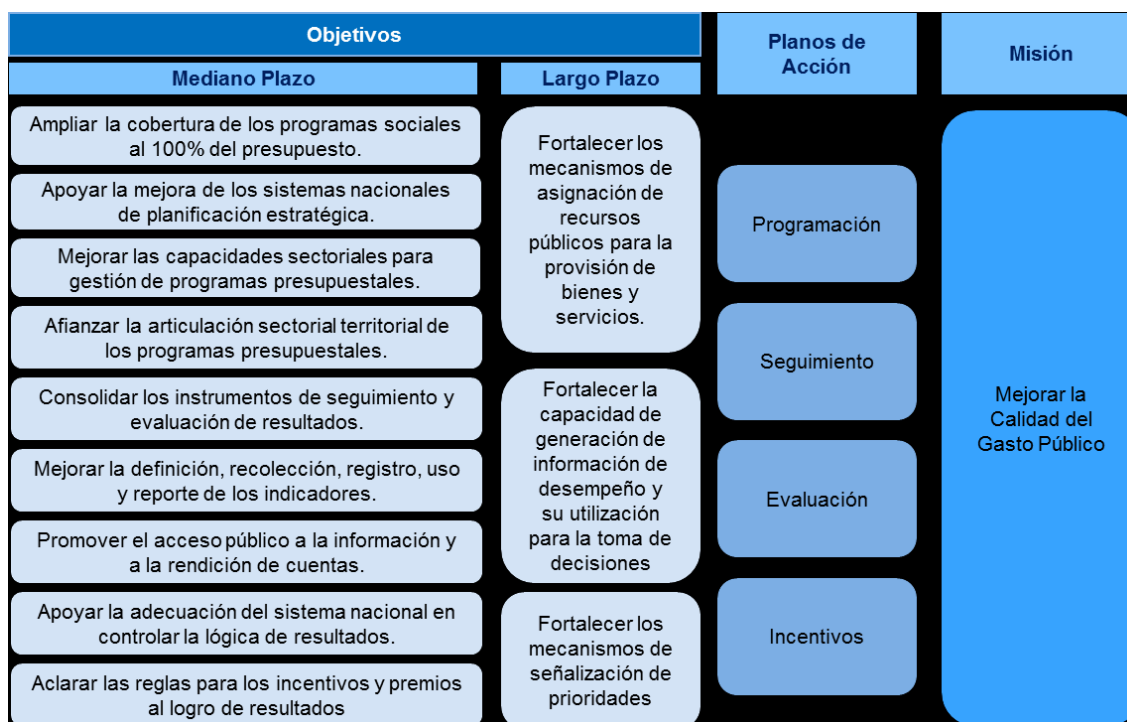 Objetivos
Mediano Plazo
Largo Plazo
Planos de
Acción
Misión
Ampliar la cobertura de los programas sociales
al 100% del presupuesto.
Apoyar la mejora de los sistemas nacionales
de planificación estratégica.
Mejorar las capacidades sectoriales para
gestión de programas presupuestales.
Afianzar la articulación sectorial territorial de
los programas presupuestales.
Consolidar los instrumentos de seguimiento y
evaluación de resultados.
Mejorar la definición, recolección, registro, uso
y reporte de los indicadores.
Promover el acceso público a la información y
a la rendición de cuentas.
Apoyar la adecuación del sistema nacional en
controlar la lógica de resultados.
Aclarar las reglas para los incentivos y premios
al logro de resultados
Fortalecer los
mecanismos de
asignación de
recursos
públicos para la
provisión de
bienes y
servicios.
Fortalecer la
capacidad de
generación de
información de
desempeño y
su utilización
para la toma de
decisiones
Fortalecer los
mecanismos de
señalización de
prioridades
Programación
Seguimiento
Evaluación
Incentivos
Mejorar la
Calidad del
Gasto Público